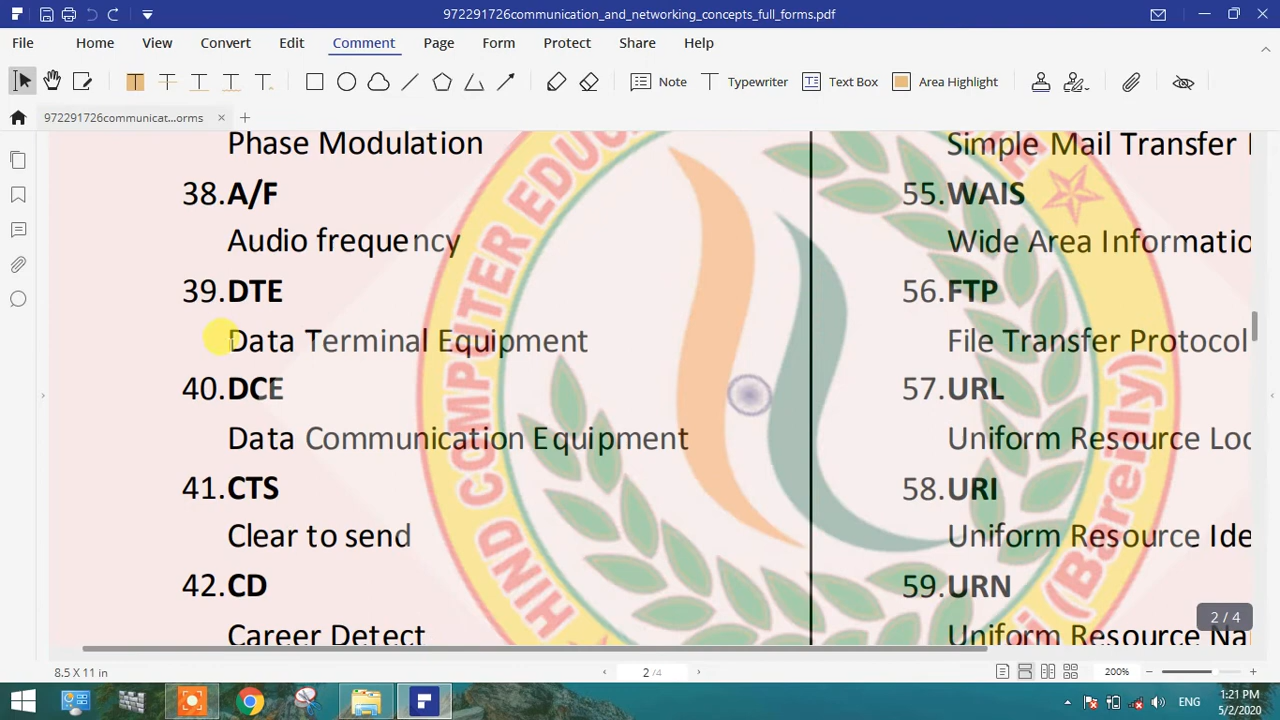 972291726communication_and_networking_concepts_full_forms.pdf
File Home View Convert Edit Comment Page Form Protect Share Help
Note Typewriter Text Box Area Highlight
972291726communicat...orms
Phase Modulation
38. A/F
Audio frequency
39. DTE
Data Terminal Equipment
40. DCE
Data Communication Equipment
41. CTS
Clear to send
42. CD
Career Detect
Simple Mail Transfer
55. WAIS
Wide Area Informatio
56. FTP
File Transfer Protocol
57. URL
Uniform Resource Loc
58. URI
Uniform Resource Ide
59. URN
Uniform Resource Na
HIND COMPUTER EDUC
(Bareilly)
2 / 4
8.5 X 11 in
2 /4
200%
ENG
1:21 PM
5/2/2020